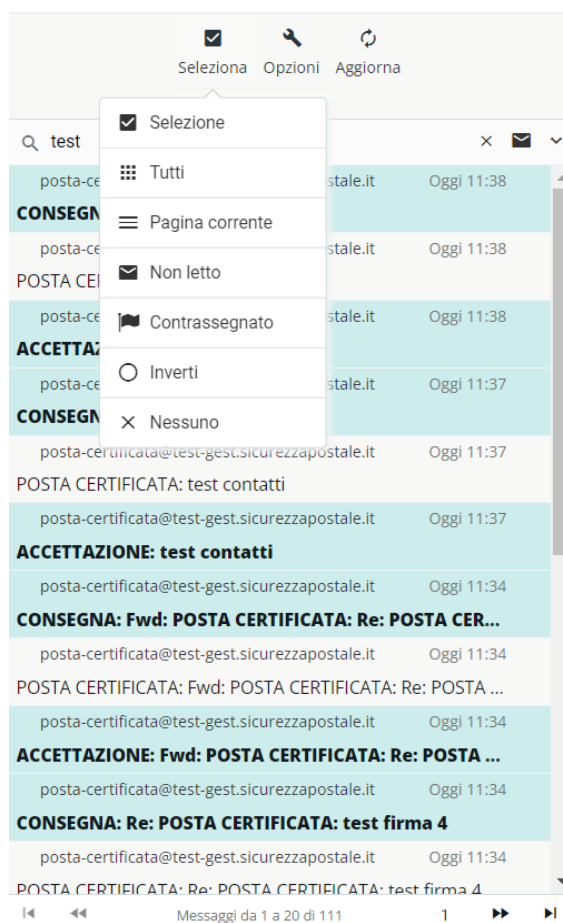 Seleziona Opzioni Aggiorna
Selezione
Tutti
Pagina corrente
Non letto
Contrassegnato
Inverti
Nessuno
test
posta-ce stale.it Oggi 11:38
CONSEGN
posta-ce stale.it Oggi 11:38
POSTA CE
posta-ce stale.it Oggi 11:38
ACCETTAZ
posta-ce stale.it Oggi 11:37
CONSEGN
posta-certificata@test-gest.sicurezzapostale.it Oggi 11:37
POSTA CERTIFICATA: test contatti
posta-certificata@test-gest.sicurezzapostale.it Oggi 11:37
ACCETTAZIONE: test contatti
posta-certificata@test-gest.sicurezzapostale.it Oggi 11:34
CONSEGNA: Fwd: POSTA CERTIFICATA: Re: POSTA CER...
posta-certificata@test-gest.sicurezzapostale.it Oggi 11:34
POSTA CERTIFICATA: Fwd: POSTA CERTIFICATA: Re: POSTA ...
posta-certificata@test-gest.sicurezzapostale.it Oggi 11:34
ACCETTAZIONE: Fwd: POSTA CERTIFICATA: Re: POSTA ...
posta-certificata@test-gest.sicurezzapostale.it Oggi 11:34
CONSEGNA: Re: POSTA CERTIFICATA: test firma 4
posta-certificata@test-gest.sicurezzapostale.it Oggi 11:34
POSTA CERTIFICATA: Re: POSTA CERTIFICATA: test firma 4
Messaggi da 1 a 20 di 111 1